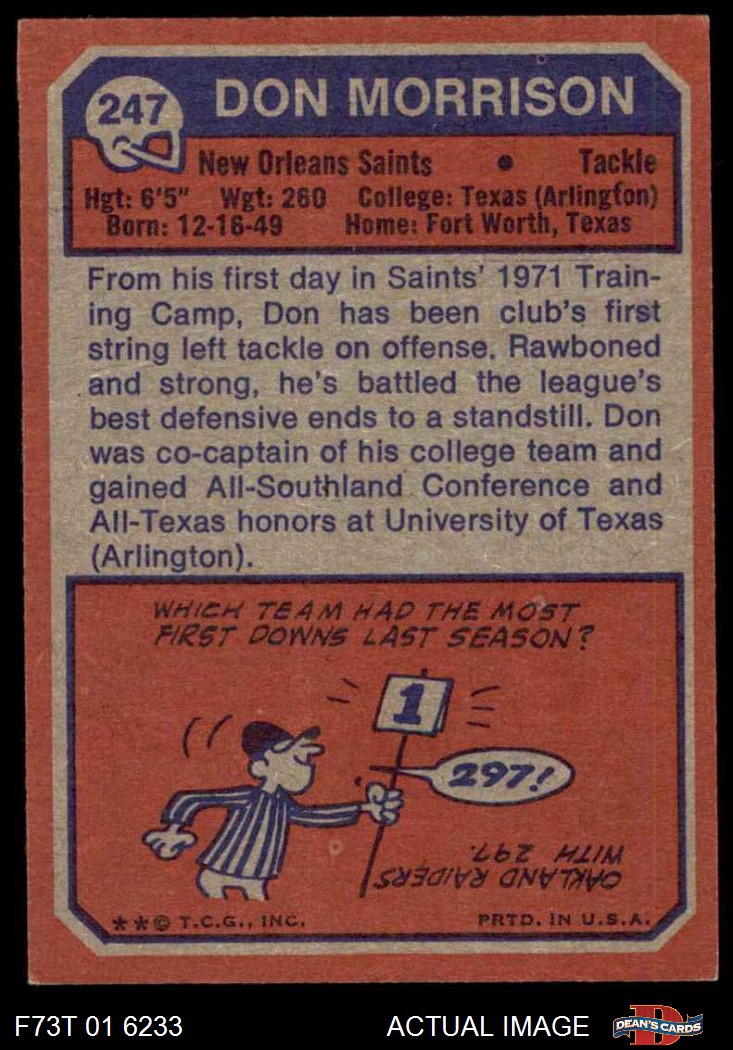 247
DON MORRISON
New Orleans Saints • Tackle
Hgt: 6'5" Wgt: 260 College: Texas (Arlington)
Born: 12-16-49 Home: Fort Worth, Texas
From his first day in Saints' 1971 Train-
ing Camp, Don has been club's first
string left tackle on offense. Rawboned
and strong, he's battled the league's
best defensive ends to a standstill. Don
was co-captain of his college team and
gained All-Southland Conference and
All-Texas honors at University of Texas
(Arlington).
WHICH TEAM HAD THE MOST
FIRST DOWNS LAST SEASON?
1
297!
OAKLAND RAIDERS
WITH 297.
**© T.C.G., INC. PRTD. IN U.S.A.
F73T 01 6233 ACTUAL IMAGE
D
DEAN'S CARDS